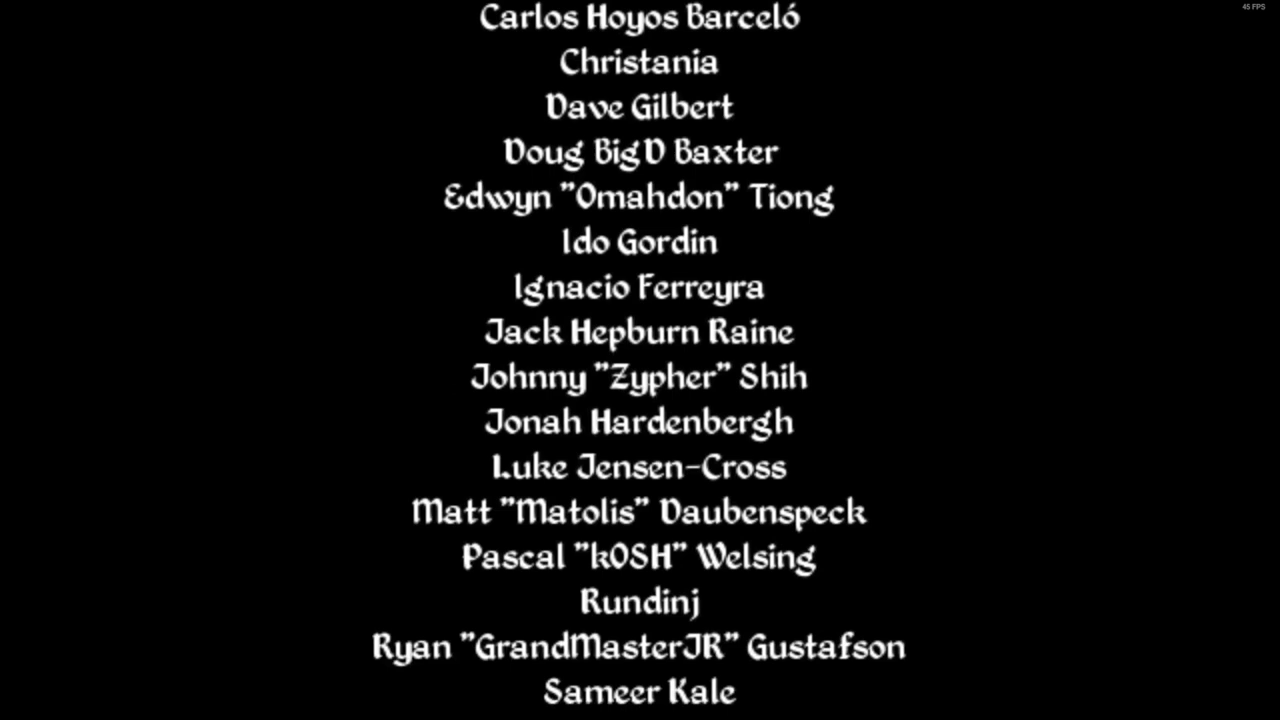 45 FPS
Carlos Hoyos Barceló
Christania
Dave Gilbert
Doug BigD Baxter
Edwyn "Omahdon" Tiong
Ido Gordin
Ignacio Ferreyra
Jack Hepburn Raine
Johnny "Zypher" Shih
Jonah Hardenbergh
Luke Jensen-Cross
Matt "Matolis" Daubenspeck
Pascal "kOSH" Welsing
Rundinj
Ryan "GrandMasterJR" Gustafson
Sameer Kale